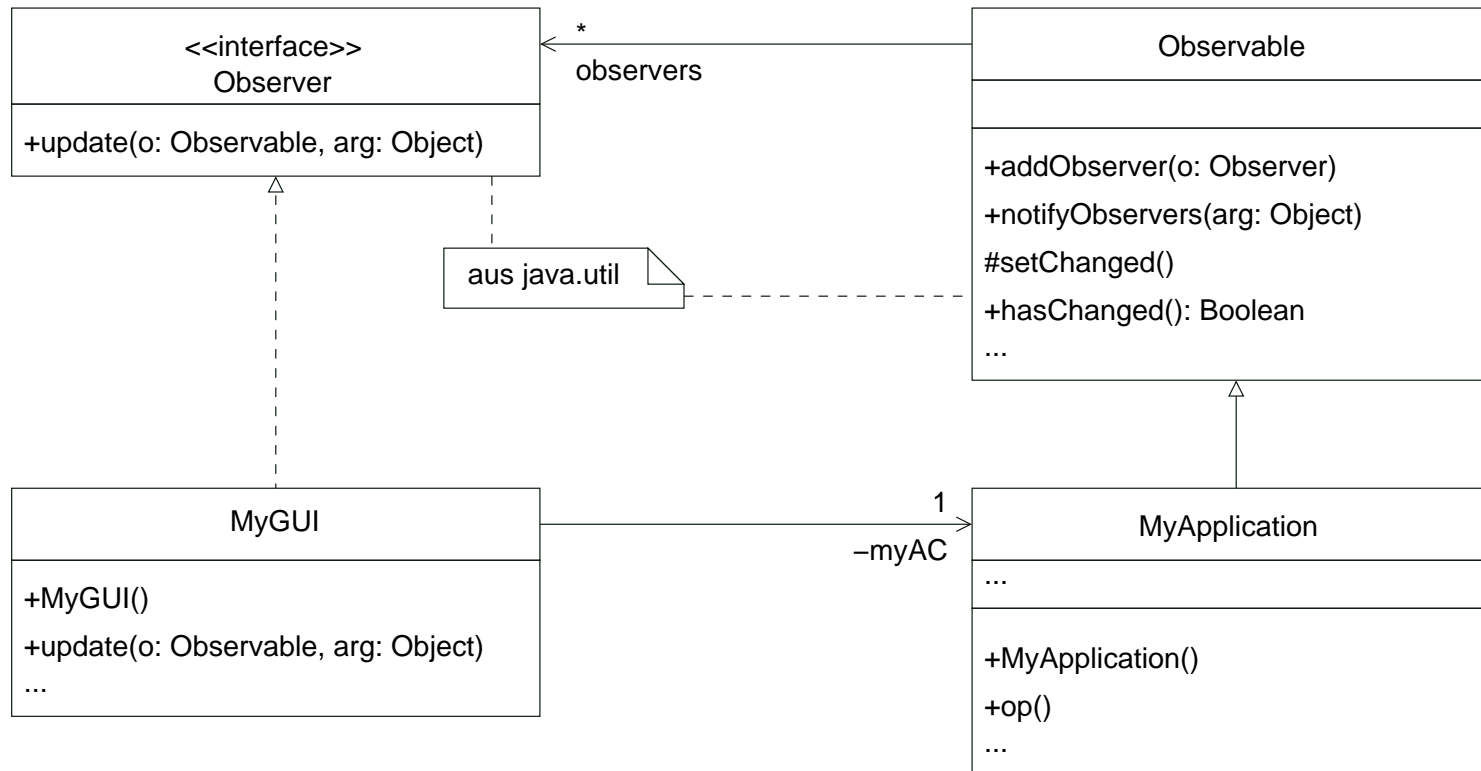 <<interface>>
Observer
+update(o: Observable, arg: Object)
*
observers
Observable
+addObserver(o: Observer)
+notifyObservers(arg: Object)
#setChanged()
+hasChanged(): Boolean
...
aus java.util
MyGUI
+MyGUI()
+update(o: Observable, arg: Object)
...
1
–myAC
MyApplication
...
+MyApplication()
+op()
...